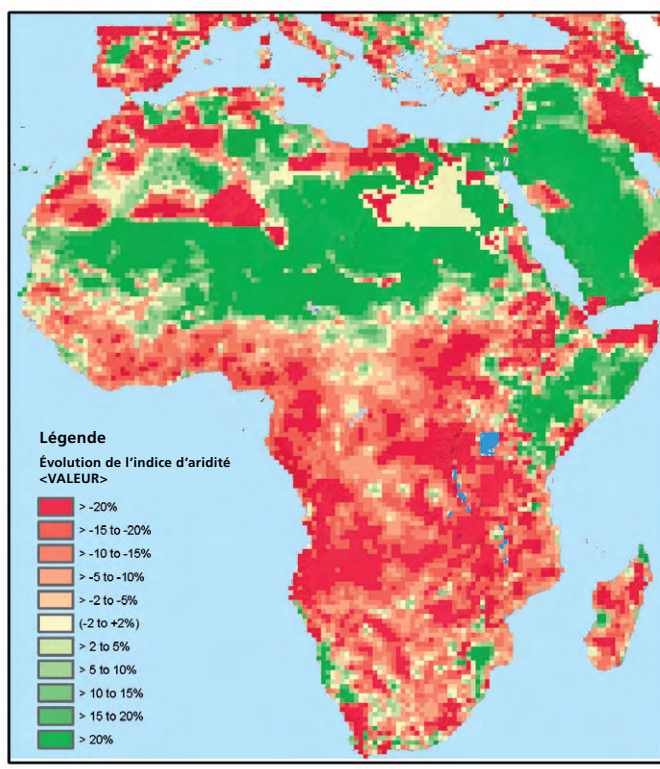 Légende
Évolution de l'indice d'aridité
<VALEUR>
> -20%
> -15 to -20%
> -10 to -15%
> -5 to -10%
> -2 to -5%
(-2 to +2%)
> 2 to 5%
> 5 to 10%
> 10 to 15%
> 15 to 20%
> 20%